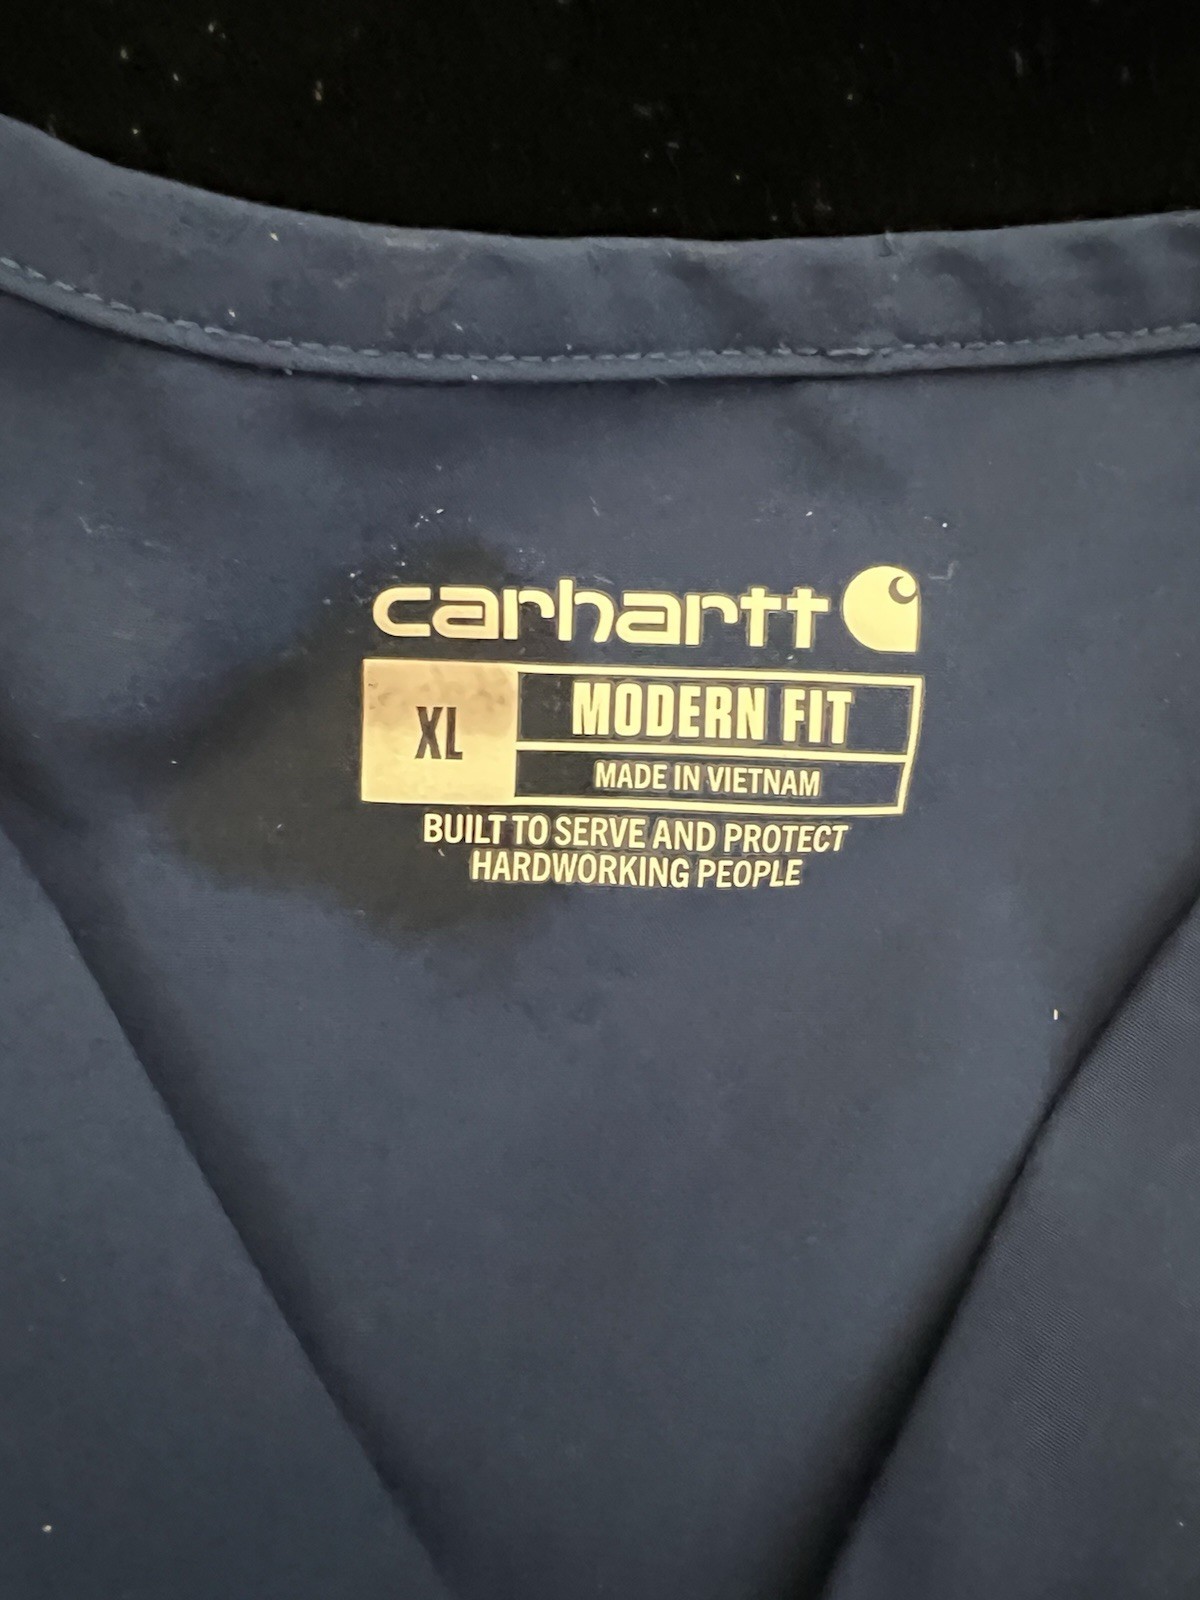 carhartt
XL
MODERN FIT
MADE IN VIETNAM
BUILT TO SERVE AND PROTECT
HARDWORKING PEOPLE